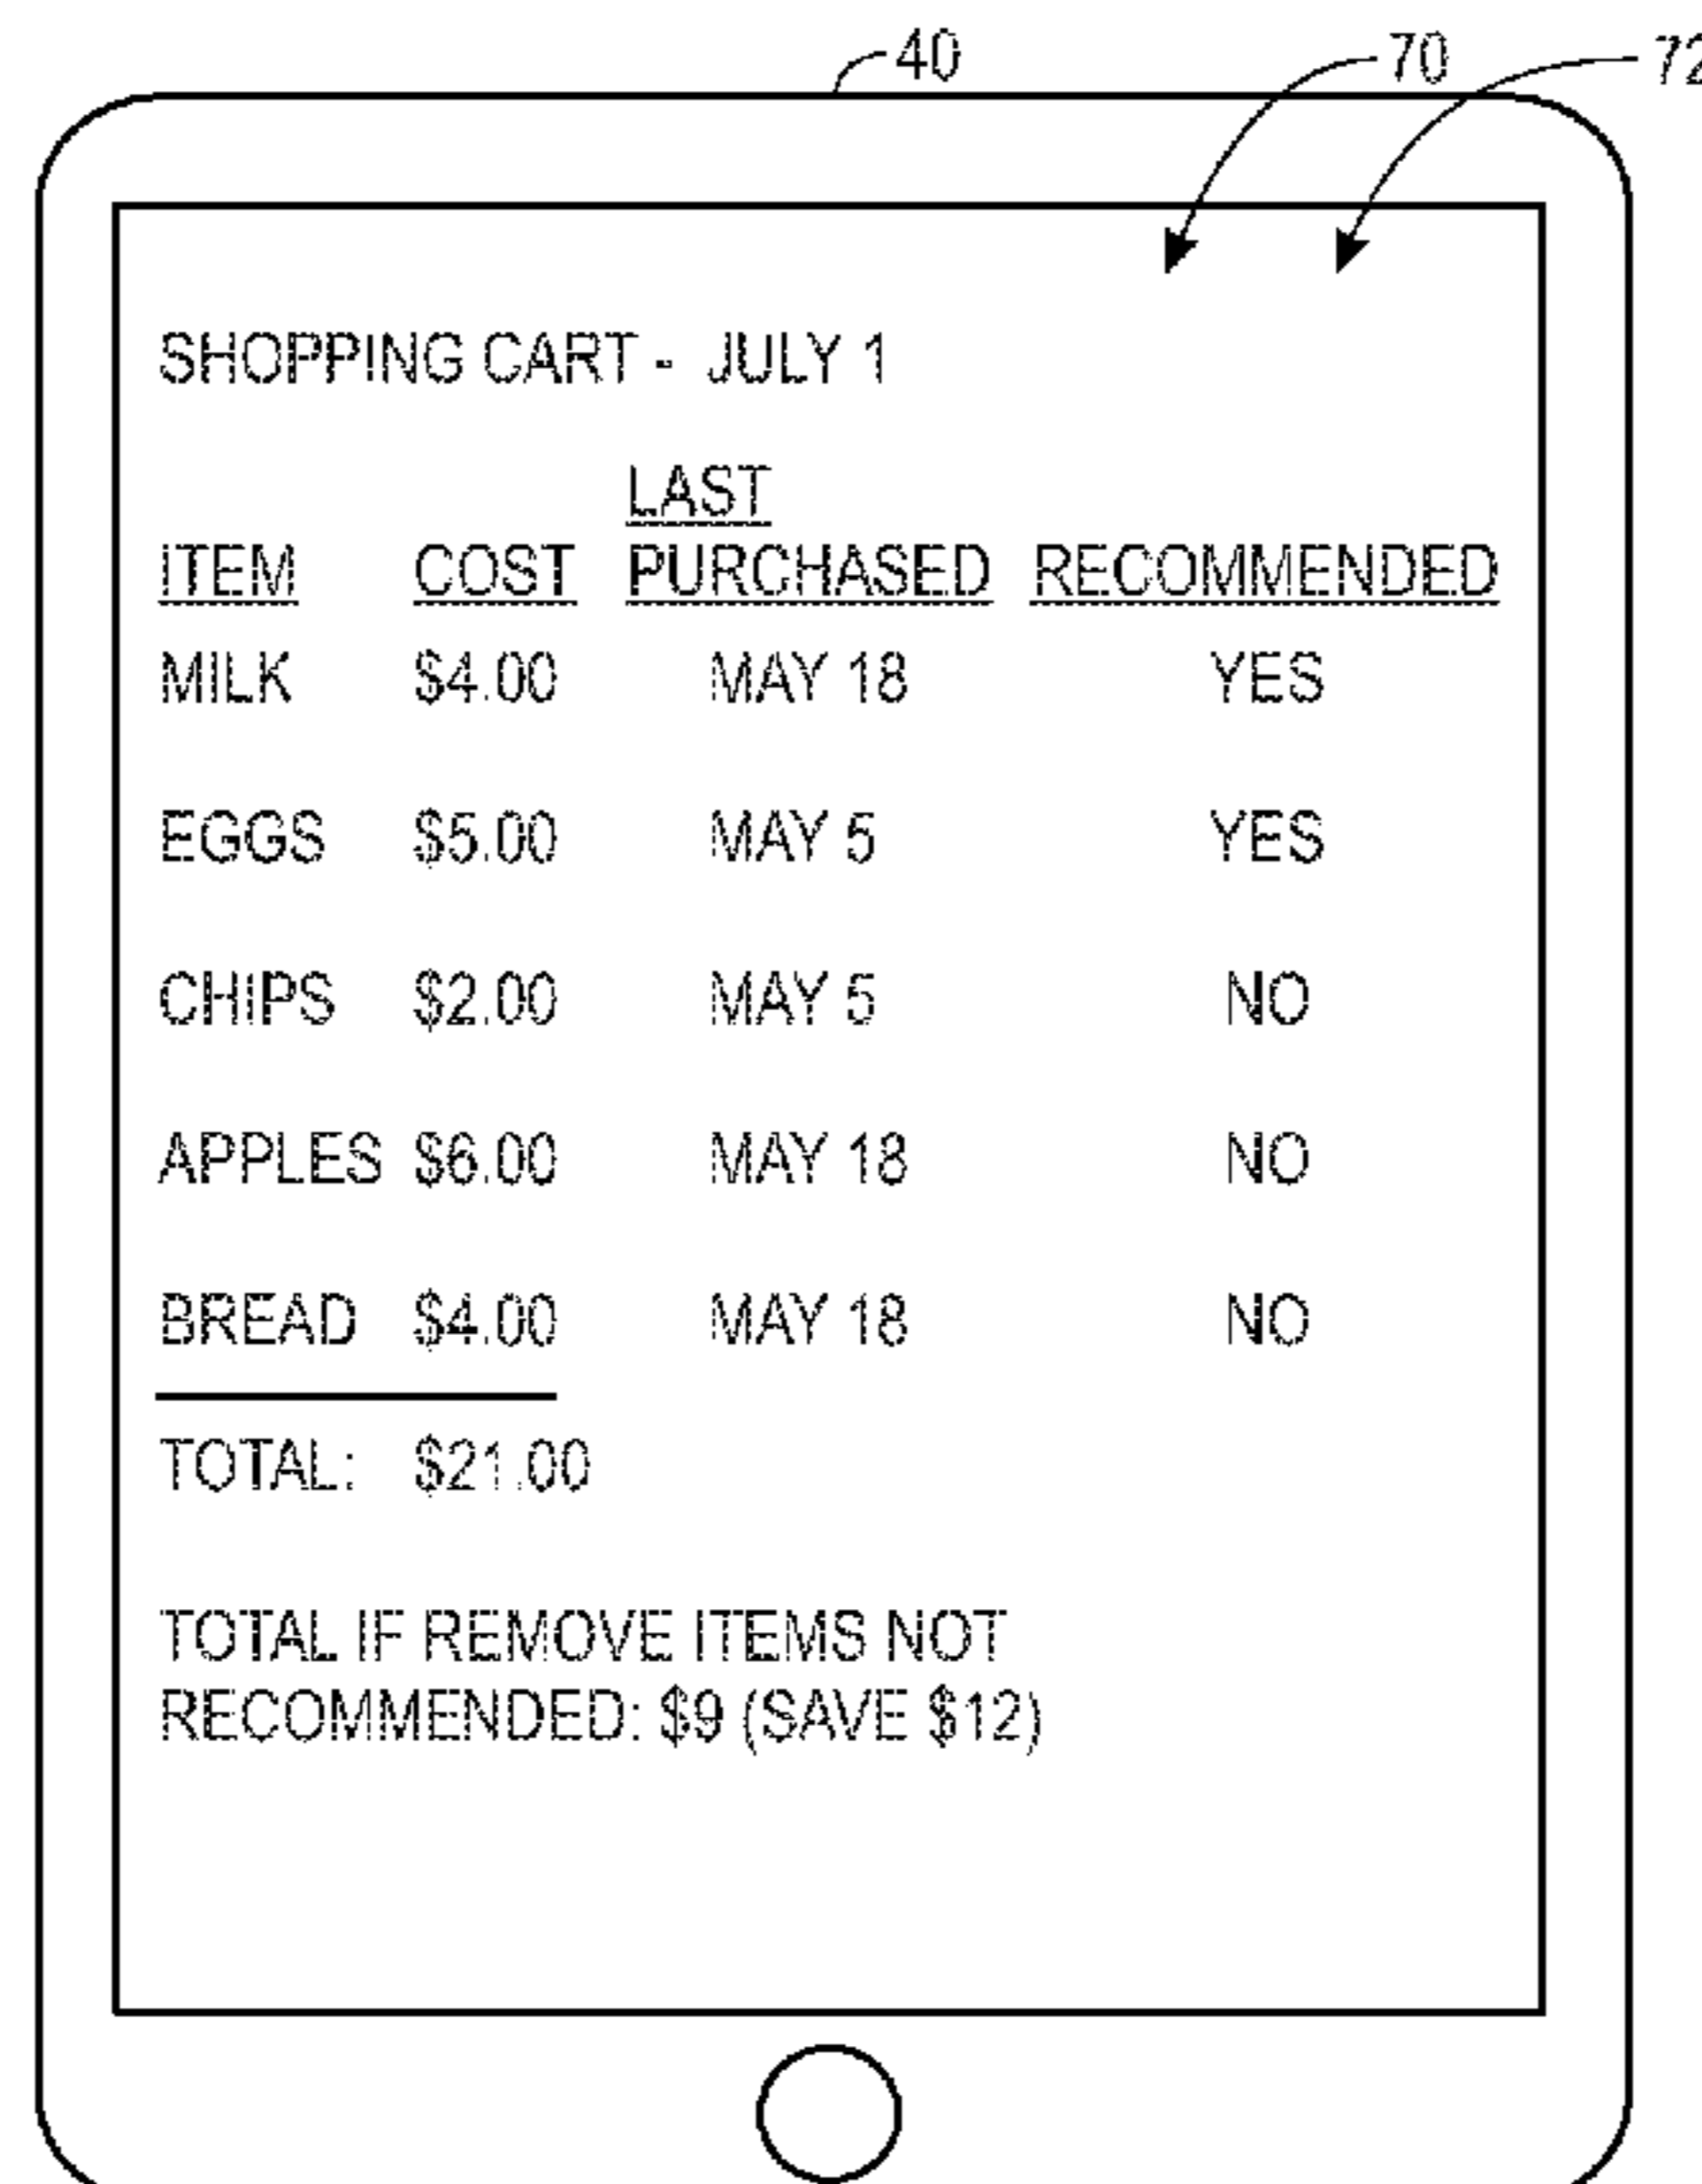 40 70 72
SHOPPING CART - JULY 1
LAST
ITEM COST PURCHASED RECOMMENDED
MILK $4.00 MAY 18 YES
EGGS $5.00 MAY 5 YES
CHIPS $2.00 MAY 5 NO
APPLES $6.00 MAY 18 NO
BREAD $4.00 MAY 18 NO
TOTAL: $21.00
TOTAL IF REMOVE ITEMS NOT
RECOMMENDED: $9 (SAVE $12)